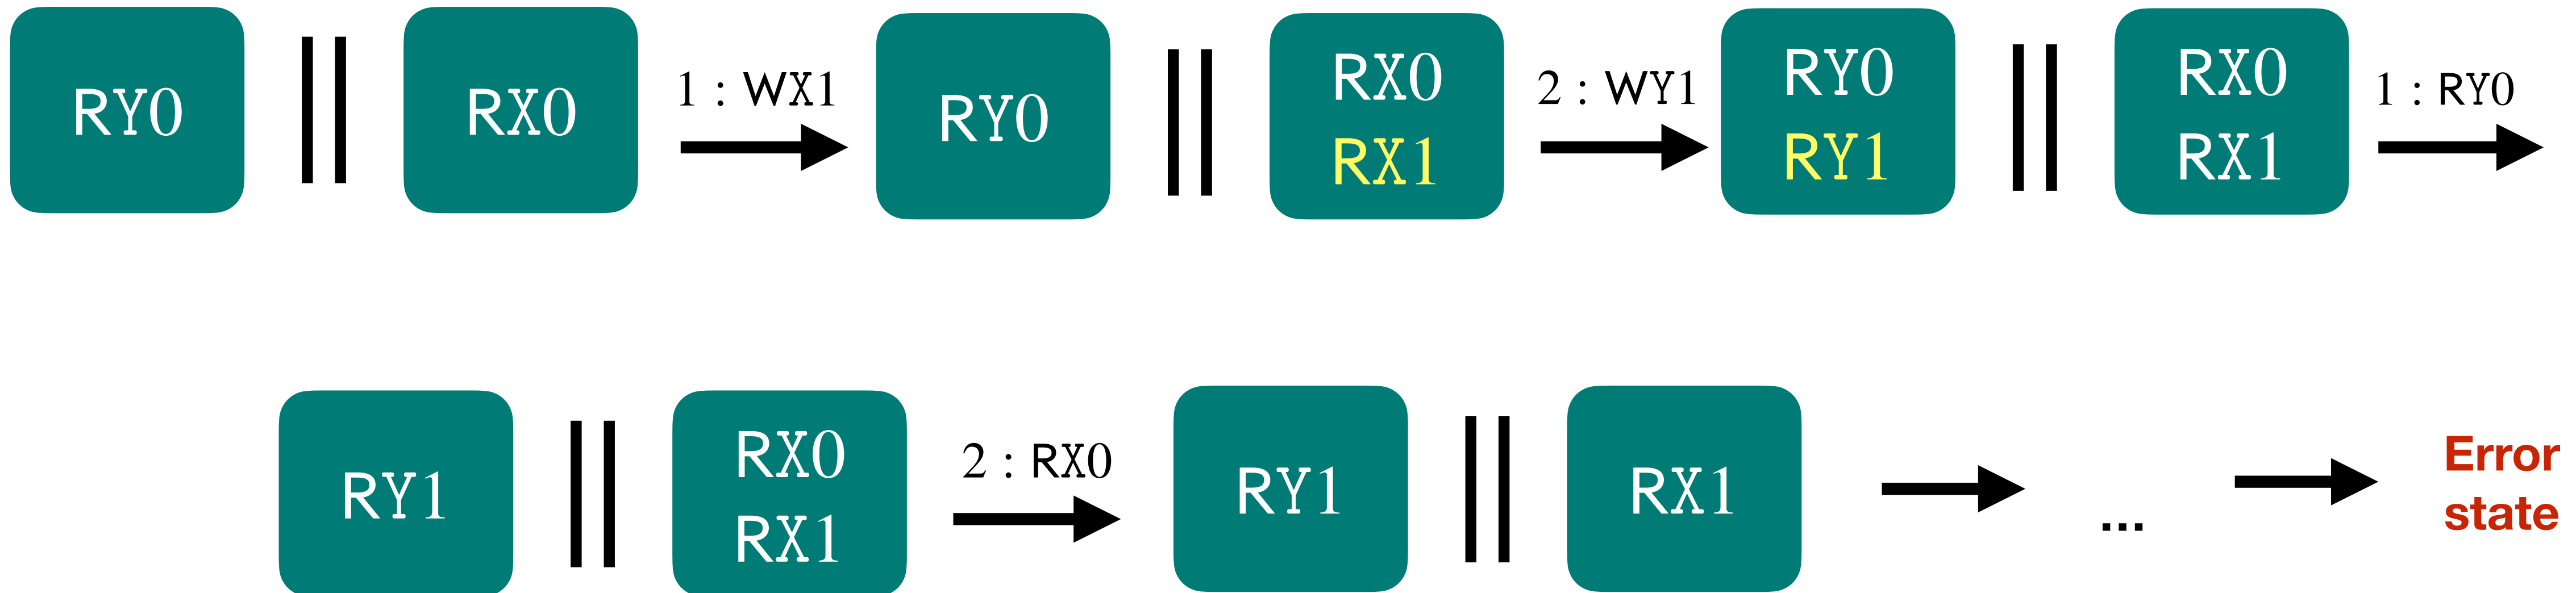 RY0
RX0
1 : WX1
RY0
RX0
RX1
2 : WY1
RY0
RY1
RX0
RX1
1 : RY0
RY1
RX0
RX1
2 : RX0
RY1
RX1
...
Error
state